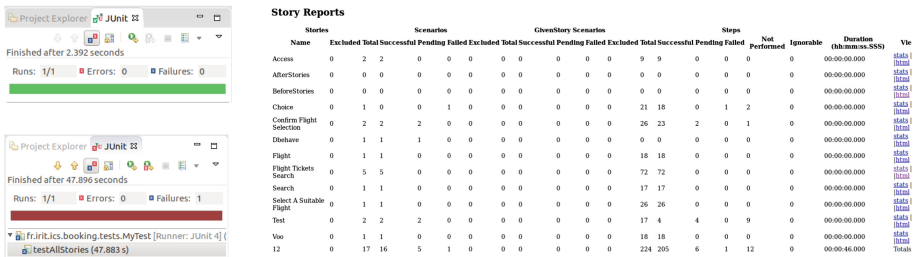 Project Explorer JUnit
Finished after 2.392 seconds
Runs: 1/1 Errors: 0 Failures: 0
Project Explorer JUnit
Finished after 47.896 seconds
Runs: 1/1 Errors: 0 Failures: 1
fr.irit.ics.booking.tests.MyTest [Runner: JUnit 4] (
testAllStories (47.883 s)
Story Reports
Stories Scenarios GivenStory Scenarios Steps
Name Excluded Total Successful Pending Failed Excluded Total Successful Pending Failed Total Successful Pending Failed Not Performed Ignorable Duration (hh:mm:ss.SSS) Vie
Access 0 2 2 0 0 0 0 0 0 0 9 9 0 0 0 0 00:00:00.000 stats | |html
AfterStories 0 0 0 0 0 0 0 0 0 0 0 0 0 0 0 0 00:00:00.000 stats | |html
BeforeStories 0 0 0 0 0 0 0 0 0 0 0 0 0 0 0 0 00:00:00.000 stats | |html
Choice 0 1 0 0 1 0 0 0 0 0 21 18 0 1 2 0 00:00:00.000 stats | |html
Confirm Flight Selection 0 2 2 2 0 0 0 0 0 0 26 23 2 0 1 0 00:00:00.000 stats | |html
Dbehave 0 1 1 1 0 0 0 0 0 0 0 0 0 0 0 0 00:00:00.000 stats |html
Flight 0 1 1 0 0 0 0 0 0 0 18 18 0 0 0 0 00:00:00.000 stats |html
Flight Tickets Search 0 5 5 0 0 0 0 0 0 0 72 72 0 0 0 0 00:00:00.000 stats | |html
Search 0 1 1 0 0 0 0 0 0 0 17 17 0 0 0 0 00:00:00.000 stats | |html
Select A Suitable Flight 0 1 1 0 0 0 0 0 0 0 26 26 0 0 0 0 00:00:00.000 stats | |html
Test 0 2 2 2 0 0 0 0 0 0 17 4 4 0 9 0 00:00:00.000 stats | |html
Voo 0 1 1 0 0 0 0 0 0 0 18 18 0 0 0 0 00:00:00.000 stats |html
12 0 17 16 5 1 0 0 0 0 0 224 205 6 1 12 0 00:00:46.000 Totals